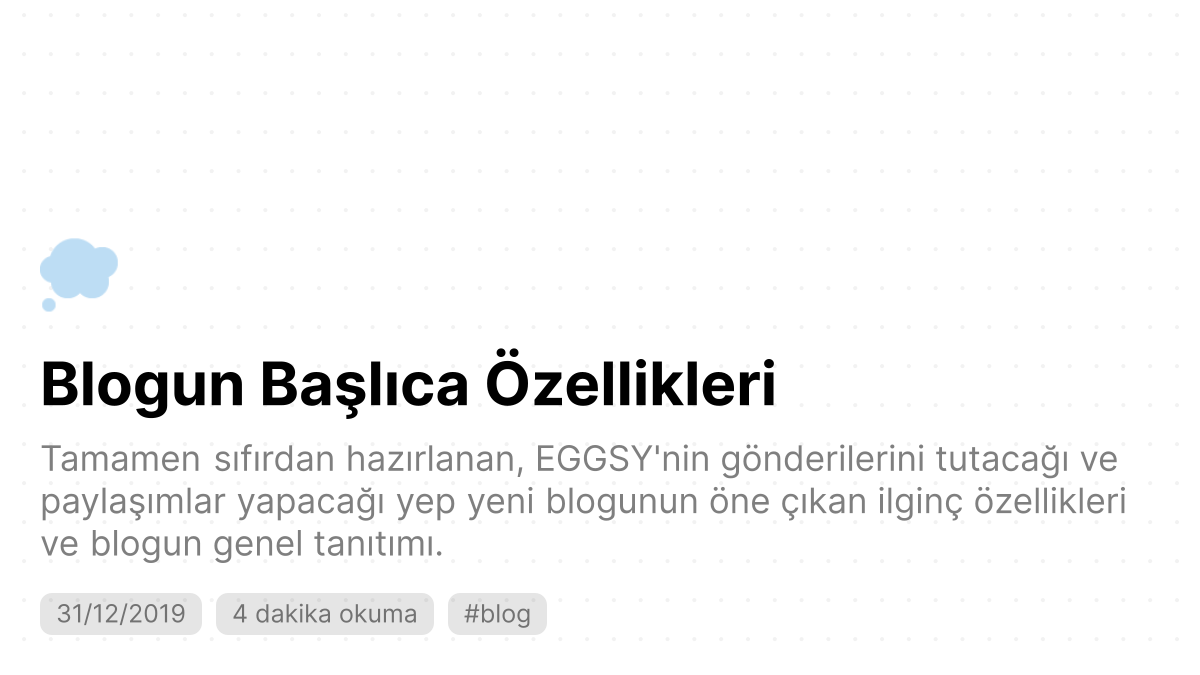 Blogun Başlıca Özellikleri
Tamamen sıfırdan hazırlanan, EGGSY'nin gönderilerini tutacağı ve
paylaşımlar yapacağı yep yeni blogunun öne çıkan ilginç özellikleri
ve blogun genel tanıtımı.
31/12/2019 4 dakika okuma #blog